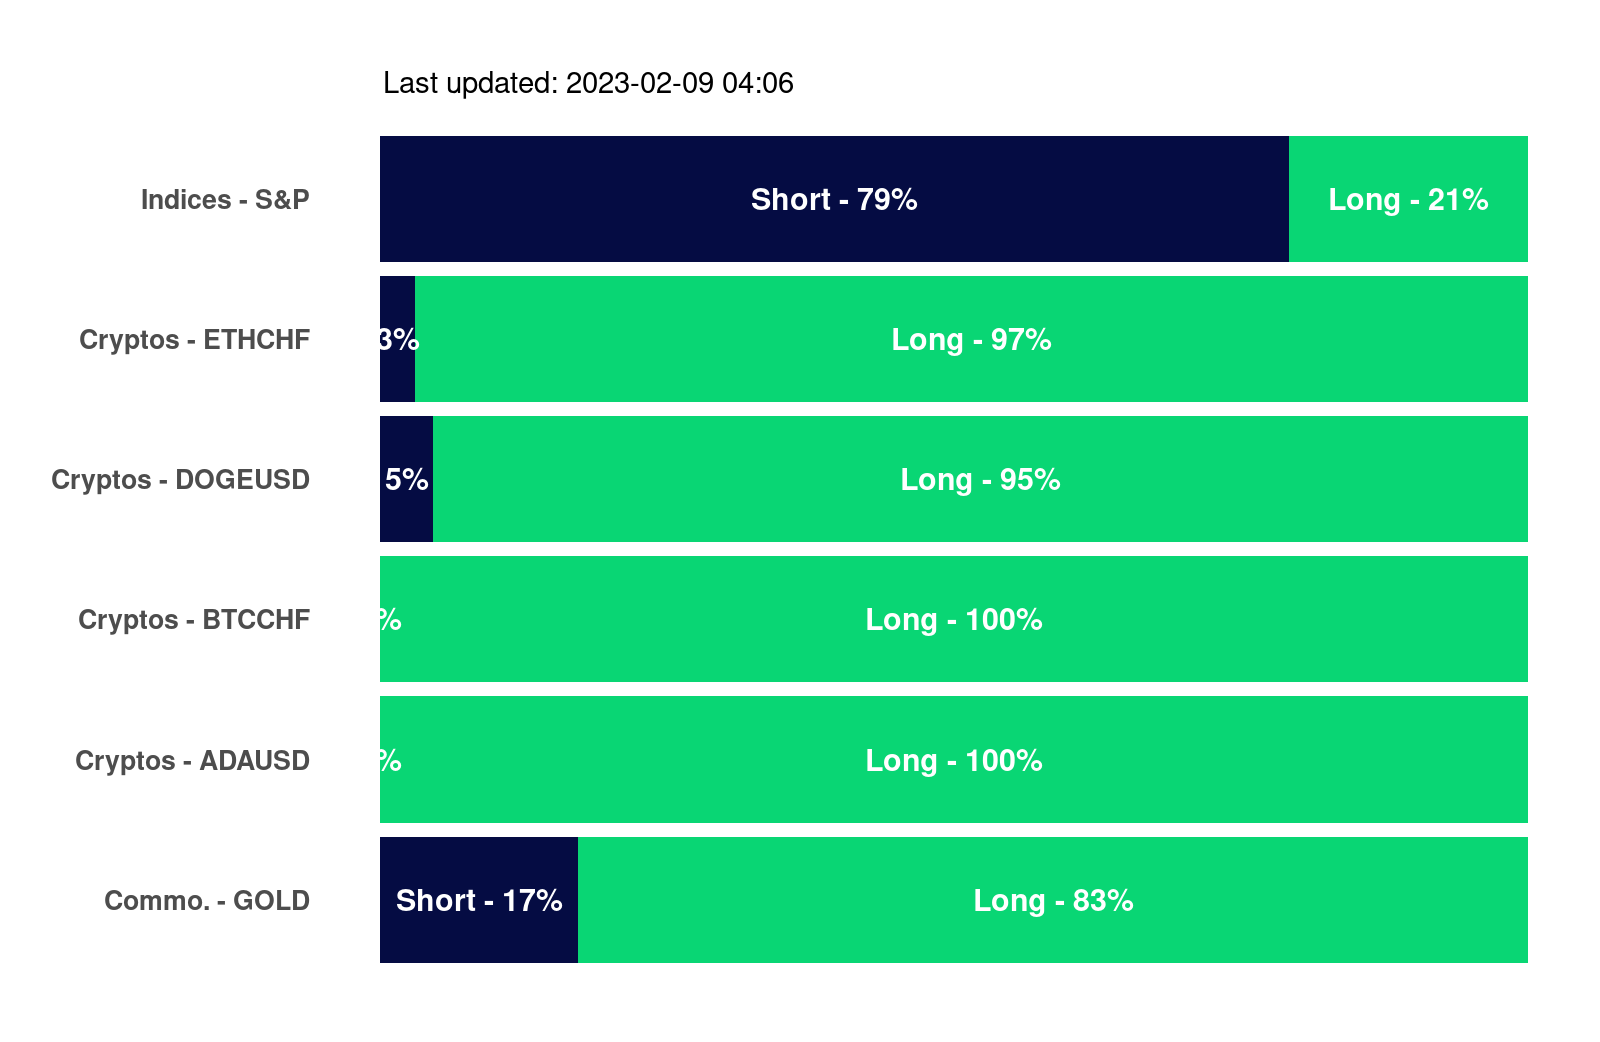 Last updated: 2023-02-09 04:06
Indices - S&P Short - 79% Long - 21%
Cryptos - ETHCHF 3% Long - 97%
Cryptos - DOGEUSD 5% Long - 95%
Cryptos - BTCCHF % Long - 100%
Cryptos - ADAUSD % Long - 100%
Commo. - GOLD Short - 17% Long - 83%